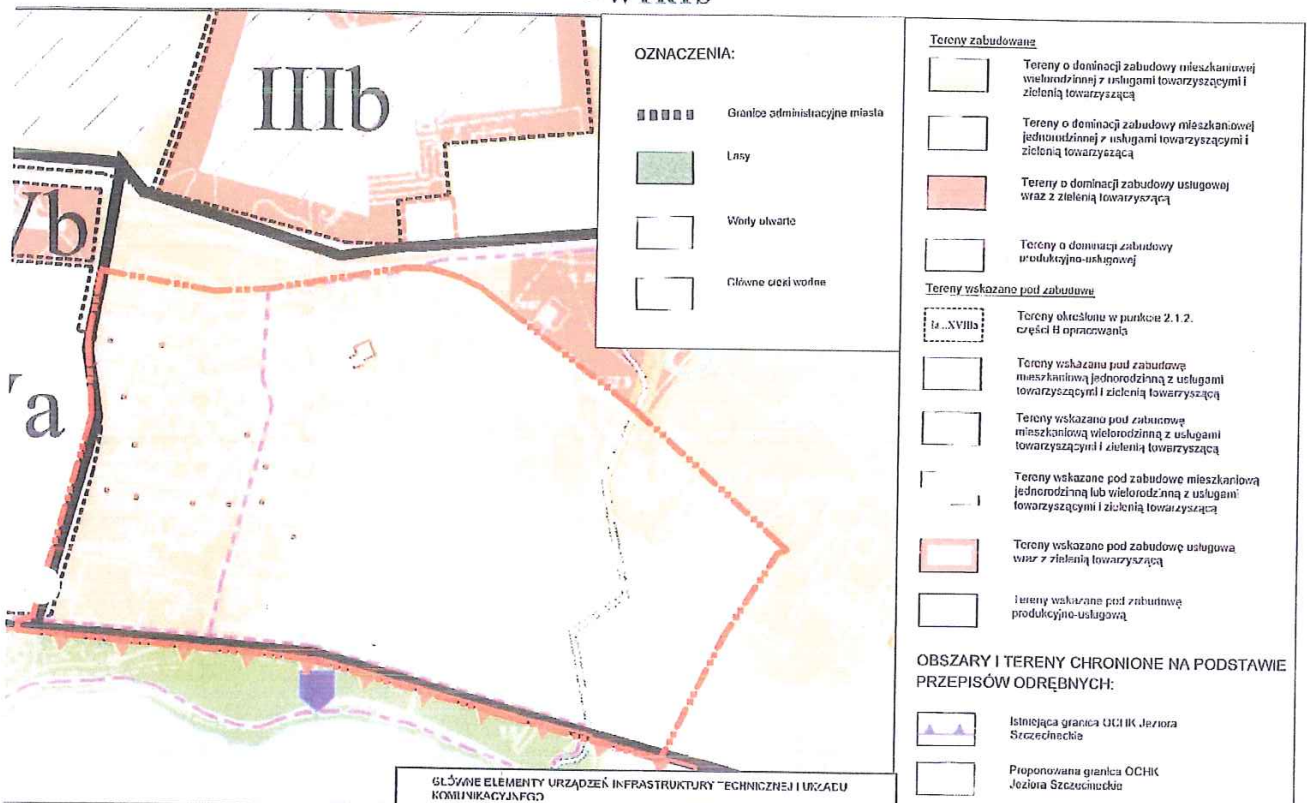 IIIb
Vb
a
OZNACZENIA:
Granice administracyjne miasta
Lasy
Wody otwarte
Główne cieki wodne
Tereny zabudowane
Tereny o dominacji zabudowy mieszkaniowej
wielorodzinnej z usługami towarzyszącymi i
zielenią towarzyszącą
Tereny o dominacji zabudowy mieszkaniowej
jednorodzinnej z usługami towarzyszącymi i
zielenią towarzyszącą
Tereny o dominacji zabudowy usługowej
wraz z zielenią towarzyszącą
Tereny o dominacji zabudowy
produkcyjno-usługowej
Tereny wskazane pod zabudowę
Ia...XVIIIa
Tereny określone w punkcie 2.1.2.
części B opracowania
Tereny wskazane pod zabudowę
mieszkaniową jednorodzinną z usługami
towarzyszącymi i zielenią towarzyszącą
Tereny wskazane pod zabudowę
mieszkaniową wielorodzinną z usługami
towarzyszącymi i zielenią towarzyszącą
Tereny wskazane pod zabudowę mieszkaniową
jednorodzinną lub wielorodzinną z usługami
towarzyszącymi i zielenią towarzyszącą
Tereny wskazane pod zabudowę usługową
wraz z zielenią towarzyszącą
Tereny wskazane pod zabudowę
produkcyjno-usługową
OBSZARY I TERENY CHRONIONE NA PODSTAWIE
PRZEPISÓW ODRĘBNYCH:
Istniejąca granica OCHK Jeziora
Szczecineckie
Proponowana granica OCHK
Jeziora Szczecineckie
GŁÓWNE ELEMENTY URZĄDZEŃ INFRASTRUKTURY TECHNICZNEJ I UKŁADU
KOMUNIKACYJNEGO